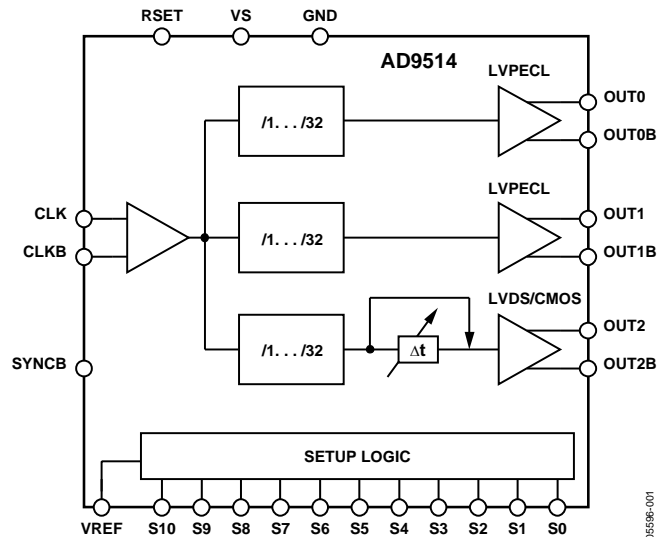 RSET VS GND
AD9514
LVPECL
OUT0
/1. . . /32
OUT0B
LVPECL
CLK
OUT1
/1. . . /32
CLKB
OUT1B
LVDS/CMOS
OUT2
/1. . . /32
Δt
SYNCB
OUT2B
SETUP LOGIC
VREF S10 S9 S8 S7 S6 S5 S4 S3 S2 S1 S0
05596-001